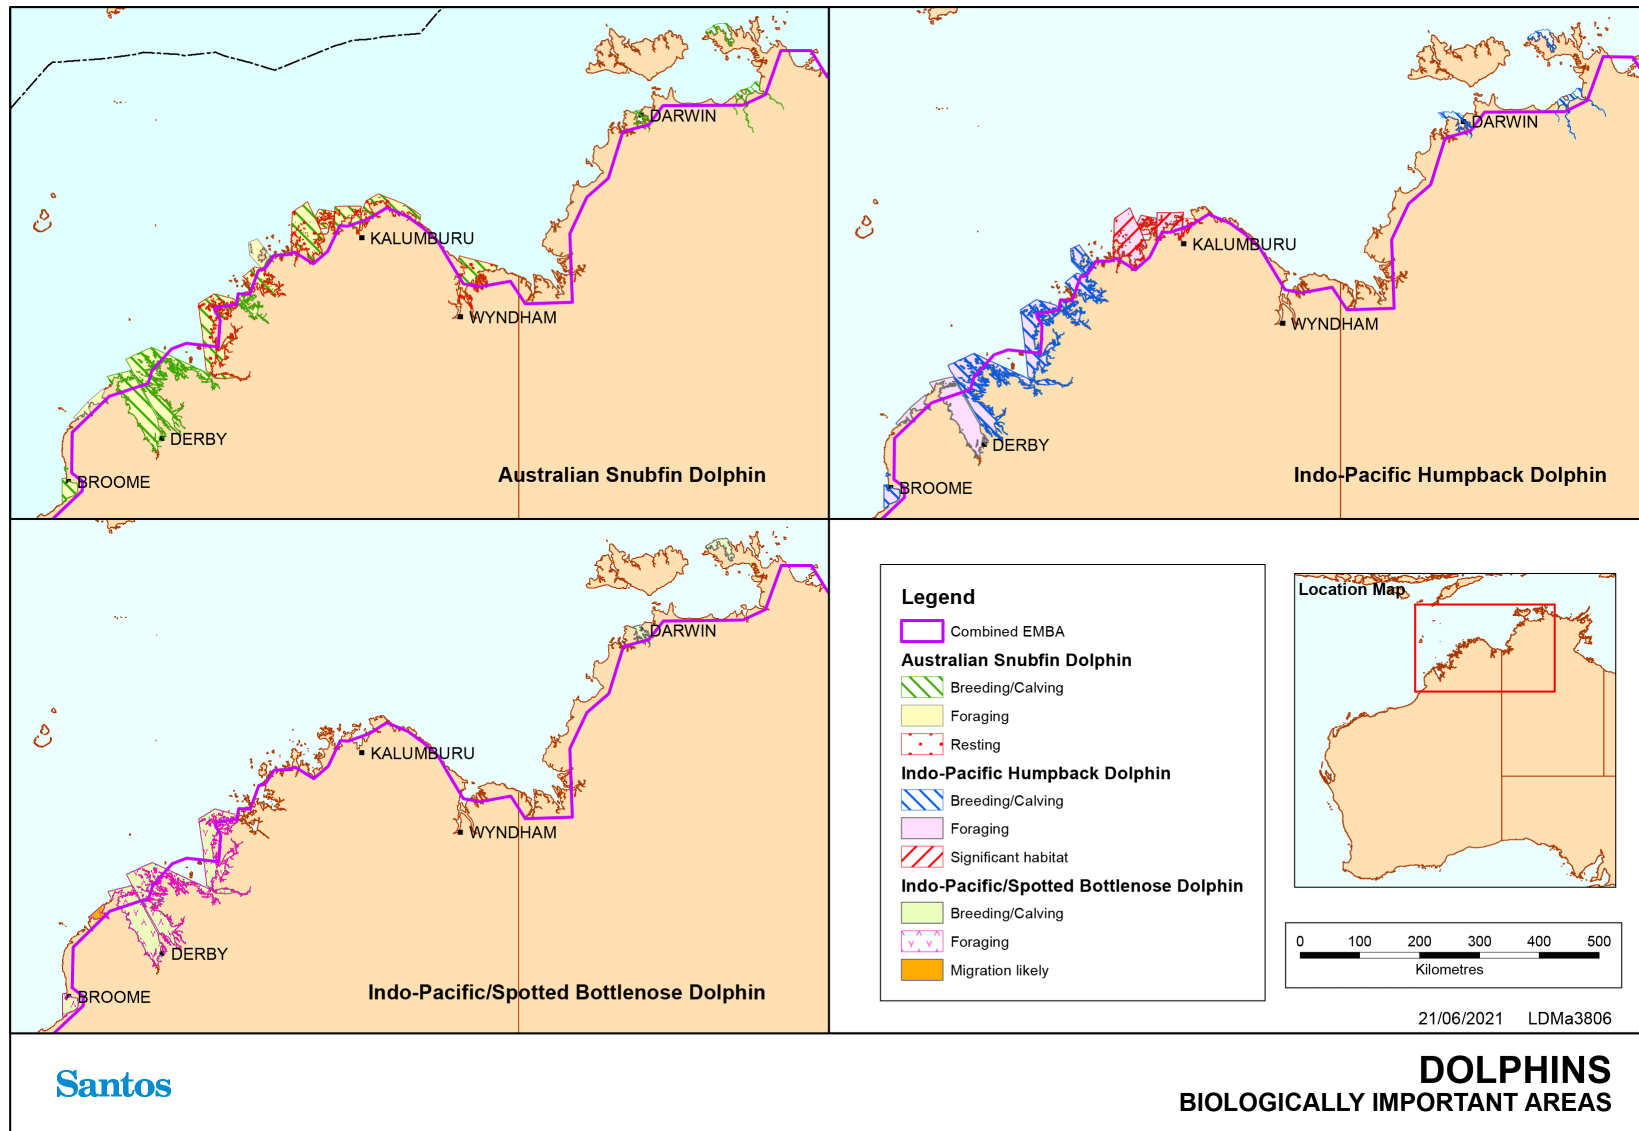 DARWIN
KALUMBURU
WYNDHAM
DERBY
BROOME
Australian Snubfin Dolphin
DARWIN
KALUMBURU
WYNDHAM
DERBY
BROOME
Indo-Pacific Humpback Dolphin
DARWIN
KALUMBURU
WYNDHAM
DERBY
BROOME
Indo-Pacific/Spotted Bottlenose Dolphin
Legend
Combined EMBA
Australian Snubfin Dolphin
Breeding/Calving
Foraging
Resting
Indo-Pacific Humpback Dolphin
Breeding/Calving
Foraging
Significant habitat
Indo-Pacific/Spotted Bottlenose Dolphin
Breeding/Calving
Foraging
Migration likely
Location Map
0 100 200 300 400 500
Kilometres
21/06/2021 LDMa3806
Santos
DOLPHINS
BIOLOGICALLY IMPORTANT AREAS